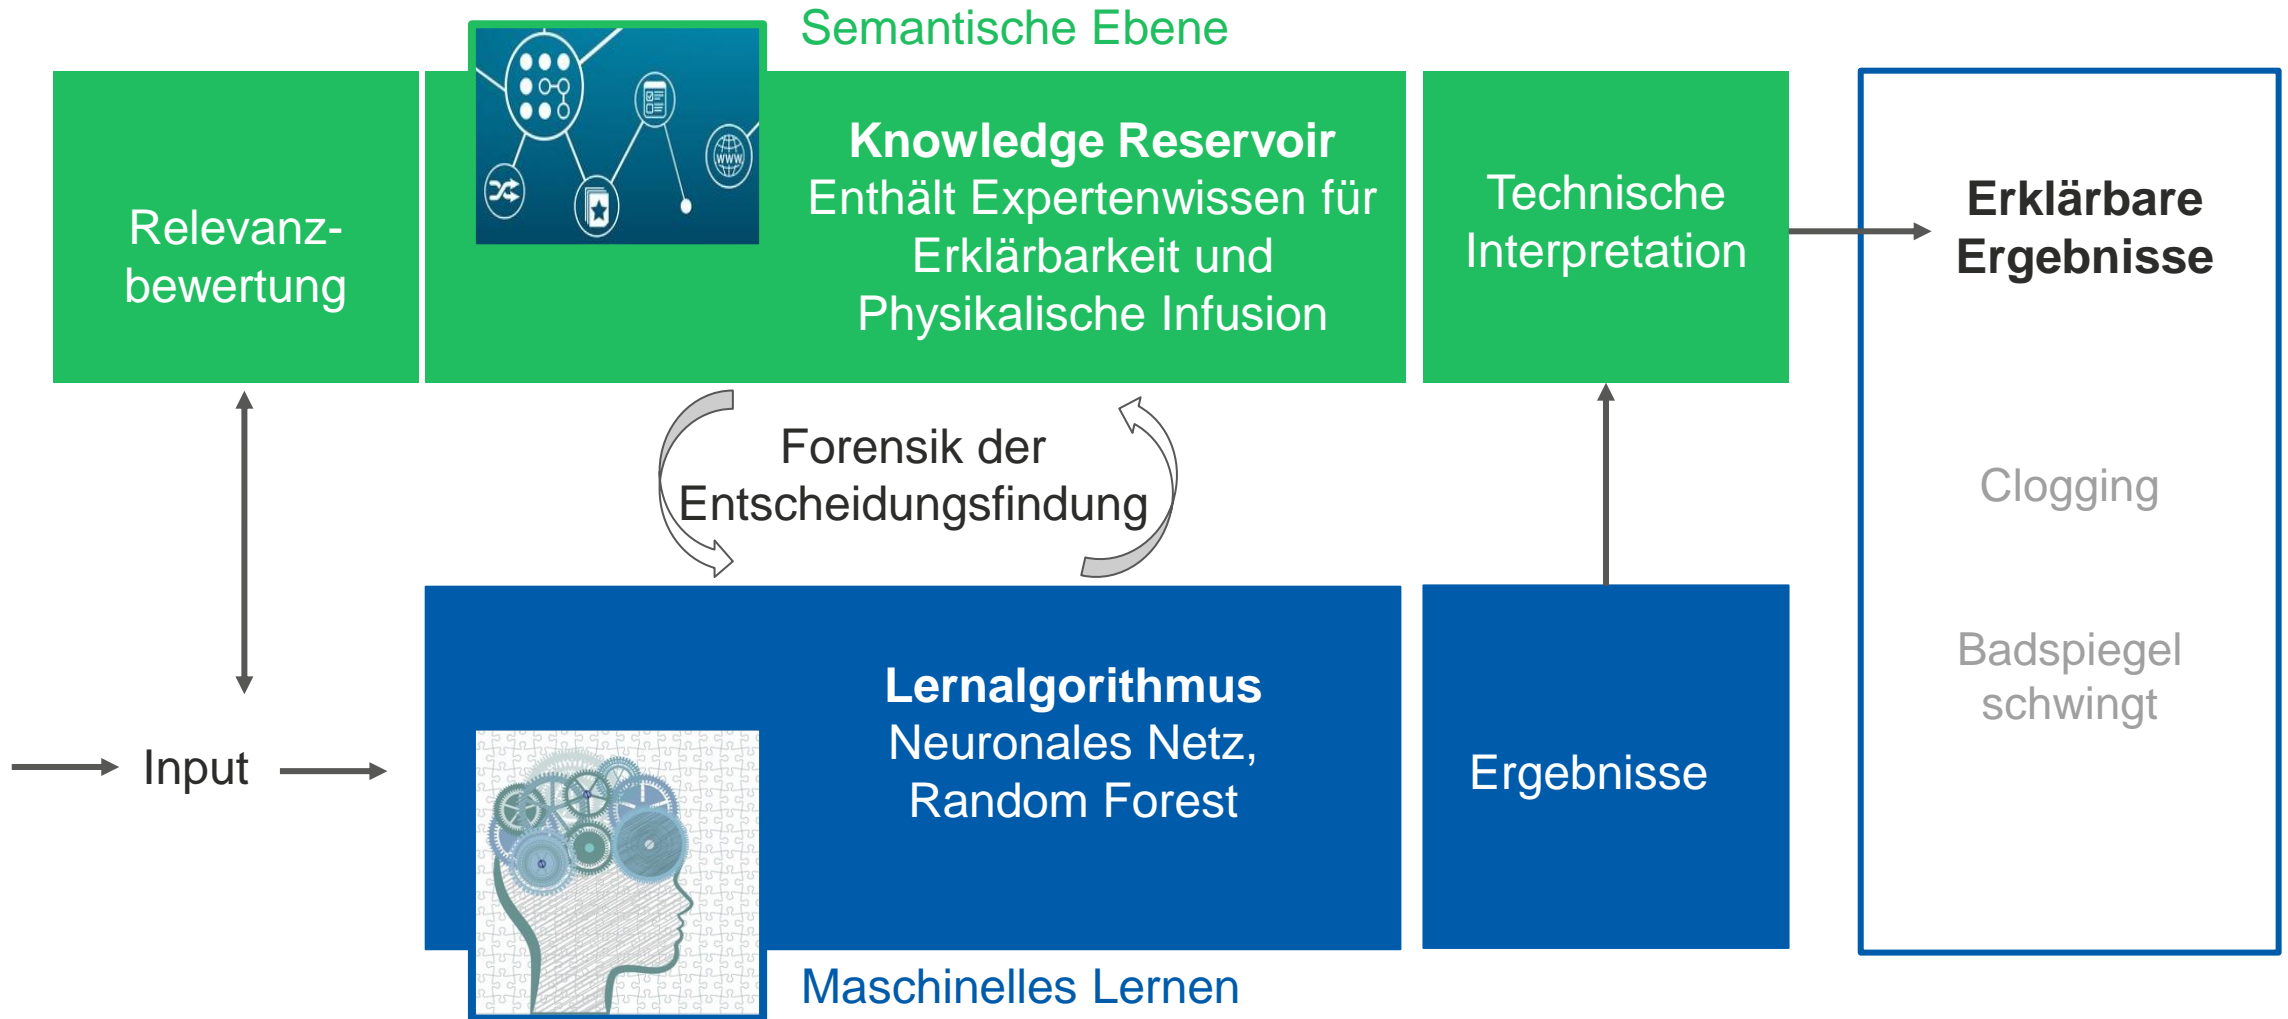 Semantische Ebene
Relevanz-
bewertung
www
Knowledge Reservoir
Enthält Expertenwissen für
Erklärbarkeit und
Physikalische Infusion
Technische
Interpretation
Erklärbare
Ergebnisse
Clogging
Badspiegel
schwingt
Forensik der
Entscheidungsfindung
Input
Lernalgorithmus
Neuronales Netz,
Random Forest
Ergebnisse
Maschinelles Lernen